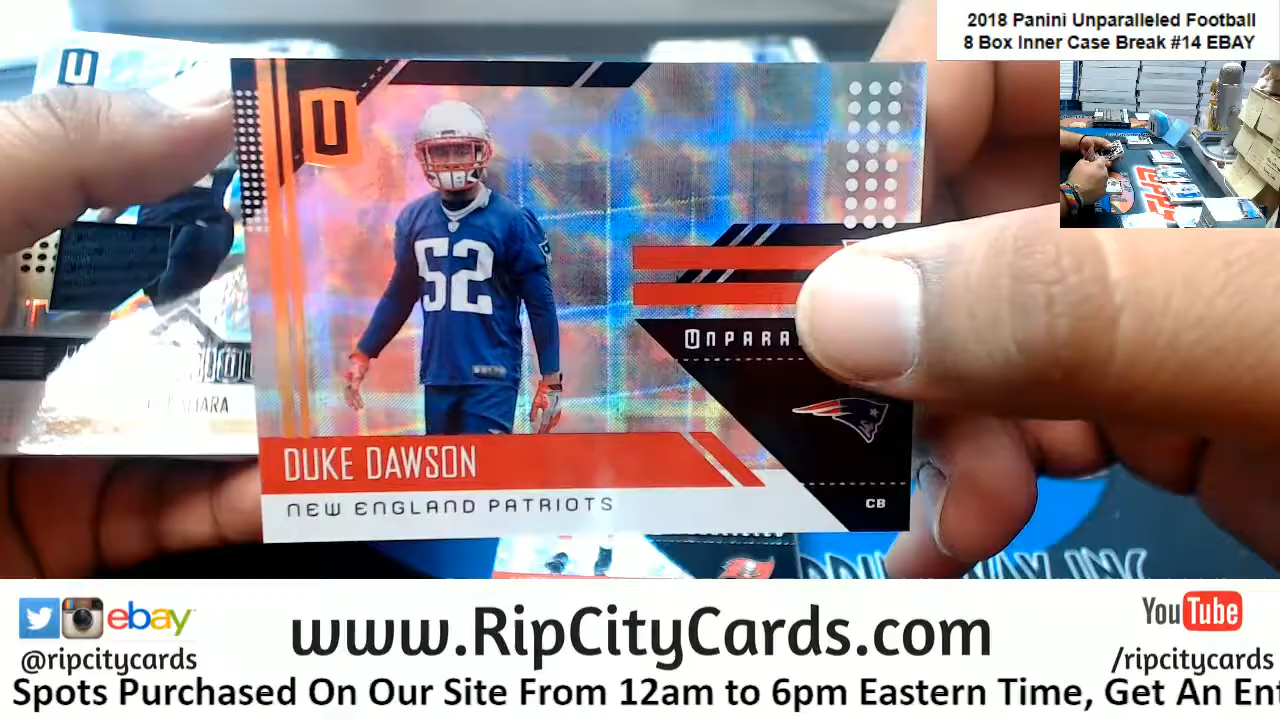 2018 Panini Unparalleled Football
8 Box Inner Case Break #14 EBAY
U
U
52
DUKE DAWSON
NEW ENGLAND PATRIOTS
CB
ebay
@ripcitycards
www.RipCityCards.com
YouTube
/ripcitycards
Spots Purchased On Our Site From 12am to 6pm Eastern Time, Get An